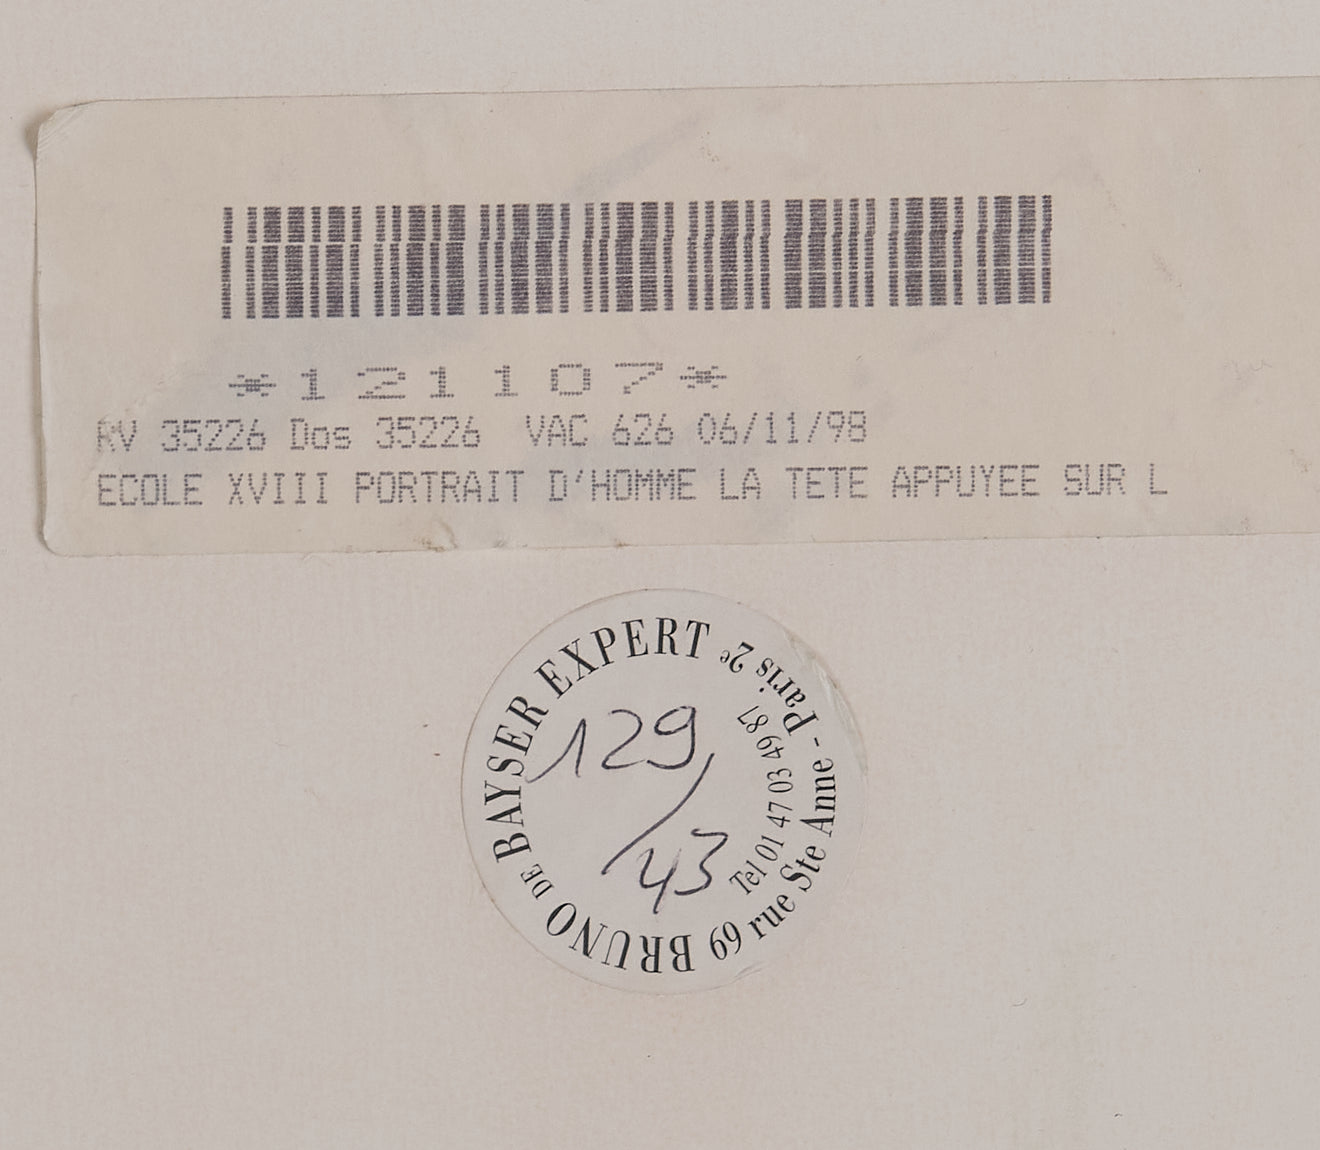 *121107*
RV 35226 Dos 35226 VAC 626 06/11/98
ECOLE XVIII PORTRAIT D'HOMME LA TETE APPUYEE SUR L
BRUNO DE BAYSER EXPERT
69 rue Ste Anne - Paris 2e
Tel 01 47 03 49 87
129/
43